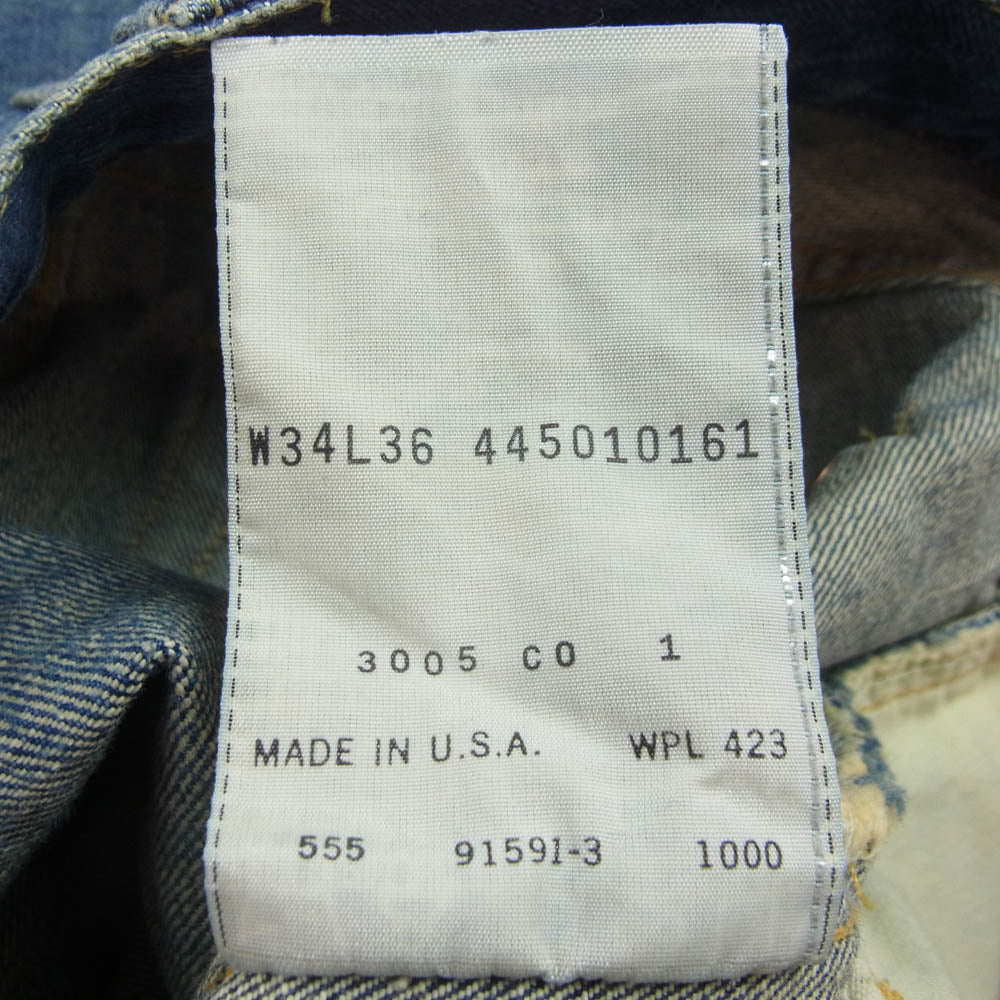 W34L36 445010161
3005 CO 1
MADE IN U.S.A. WPL 423
555 91591-3 1000